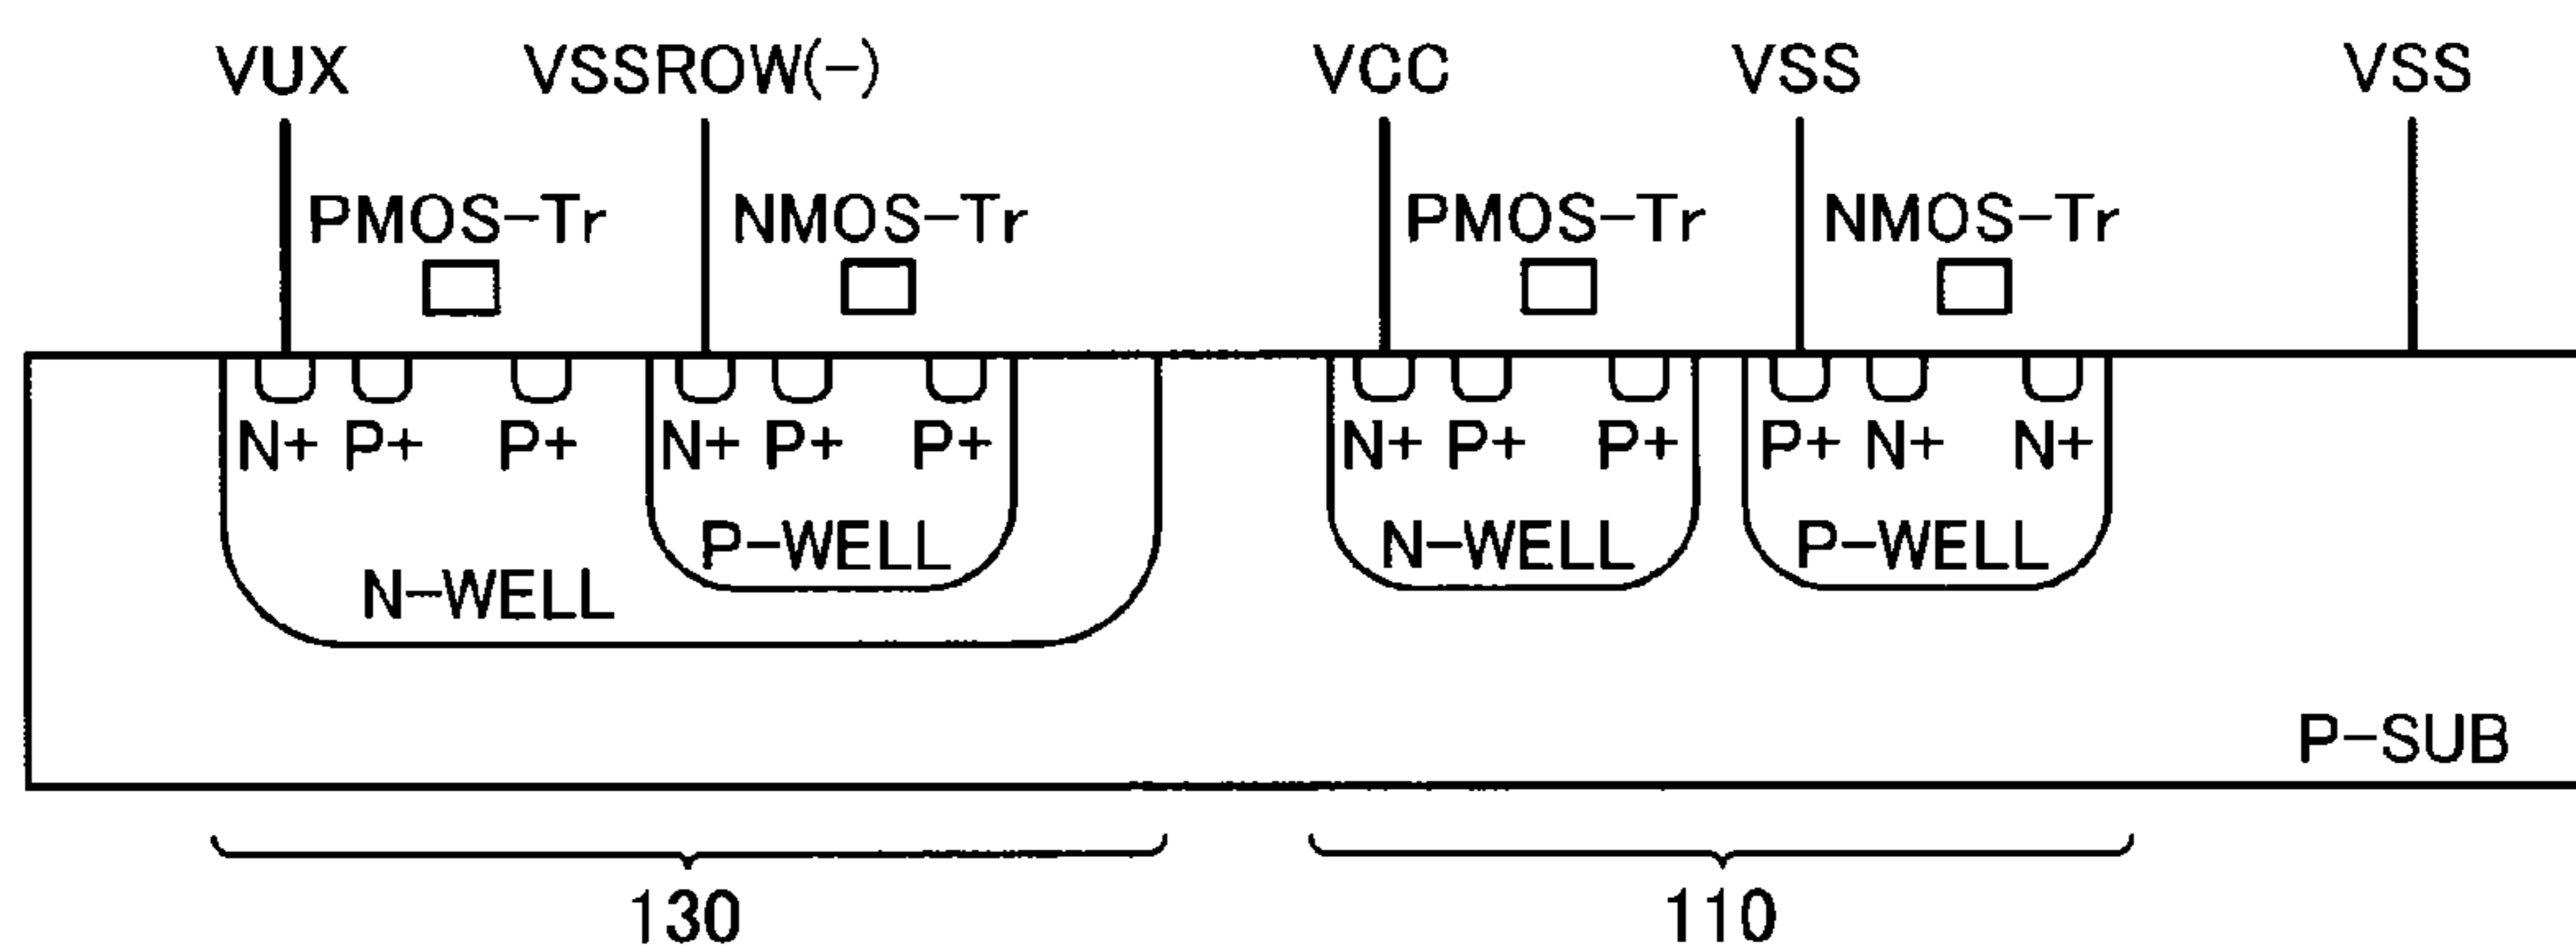 VUX VSSROW(-) VCC VSS VSS
PMOS-Tr NMOS-Tr PMOS-Tr NMOS-Tr
N+ P+ P+ N+ P+ P+ N+ P+ P+ P+ N+ N+
P-WELL N-WELL P-WELL
N-WELL
P-SUB
130 110